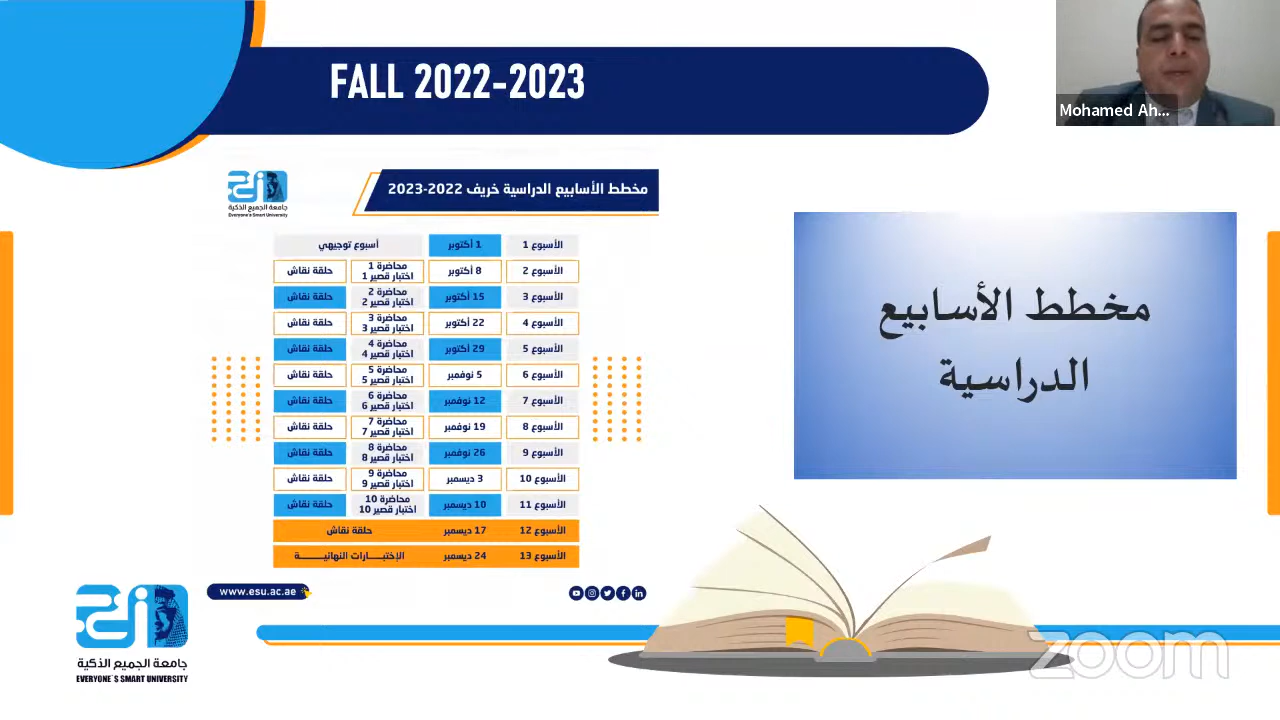 FALL 2022-2023
Mohamed Ah...
جامعة الجميع الذكية
Everyone's Smart University
مخطط الأسابيع الدراسية خريف 2022-2023
الأسبوع 1 1 أكتوبر أسبوع توجيهي
الأسبوع 2 8 أكتوبر محاضرة 1 اختبار قصير 1 حلقة نقاش
الأسبوع 3 15 أكتوبر محاضرة 2 اختبار قصير 2 حلقة نقاش
الأسبوع 4 22 أكتوبر محاضرة 3 اختبار قصير 3 حلقة نقاش
الأسبوع 5 29 أكتوبر محاضرة 4 اختبار قصير 4 حلقة نقاش
الأسبوع 6 5 نوفمبر محاضرة 5 اختبار قصير 5 حلقة نقاش
الأسبوع 7 12 نوفمبر محاضرة 6 اختبار قصير 6 حلقة نقاش
الأسبوع 8 19 نوفمبر محاضرة 7 اختبار قصير 7 حلقة نقاش
الأسبوع 9 26 نوفمبر محاضرة 8 اختبار قصير 8 حلقة نقاش
الأسبوع 10 3 ديسمبر محاضرة 9 اختبار قصير 9 حلقة نقاش
الأسبوع 11 10 ديسمبر محاضرة 10 اختبار قصير 10 حلقة نقاش
الأسبوع 12 17 ديسمبر حلقة نقاش
الأسبوع 13 24 ديسمبر الإختبـــارات النهائيـــــة
مخطط الأسابيع
الدراسية
www.esu.ac.ae
جامعة الجميع الذكية
EVERYONE`S SMART UNIVERSITY
zoom